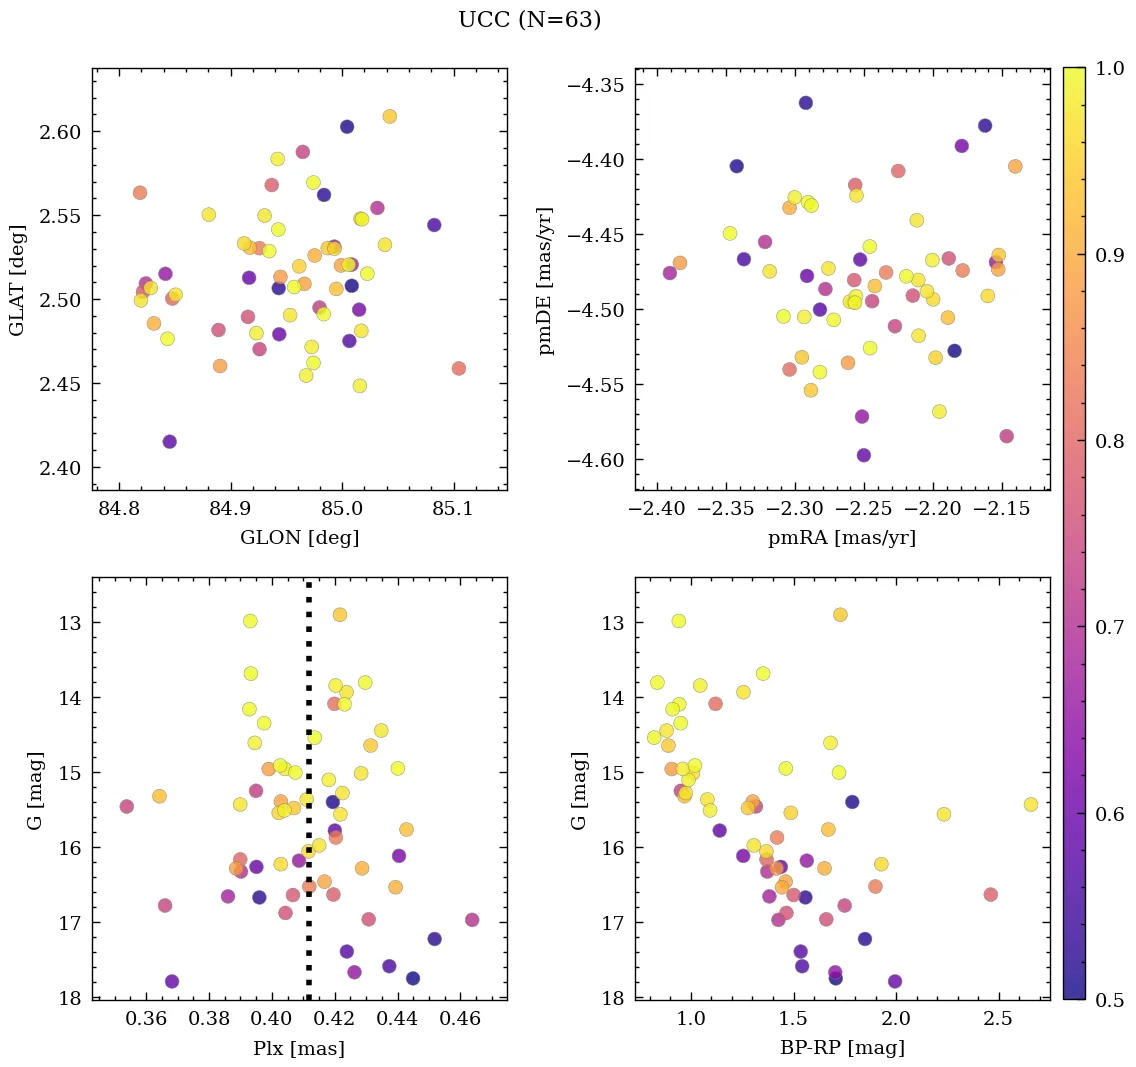 UCC (N=63)
2.60
2.55
2.50
2.45
2.40
GLAT [deg]
84.8 84.9 85.0 85.1
GLON [deg]
−4.35
−4.40
−4.45
−4.50
−4.55
−4.60
pmDE [mas/yr]
−2.40 −2.35 −2.30 −2.25 −2.20 −2.15
pmRA [mas/yr]
13
14
15
16
17
18
G [mag]
0.36 0.38 0.40 0.42 0.44 0.46
Plx [mas]
13
14
15
16
17
18
G [mag]
1.0 1.5 2.0 2.5
BP-RP [mag]
1.0
0.9
0.8
0.7
0.6
0.5